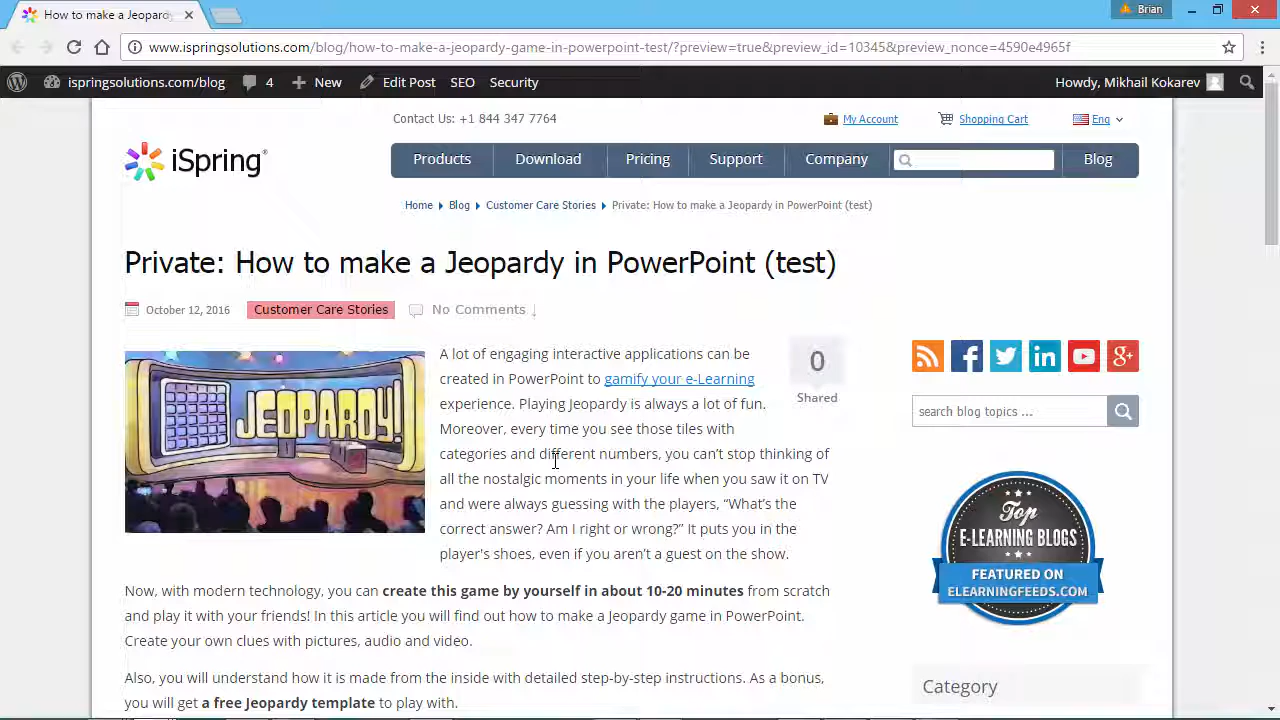 How to make a Jeopardy
Brian
www.ispringsolutions.com/blog/how-to-make-a-jeopardy-game-in-powerpoint-test/?preview=true&preview_id=10345&preview_nonce=4590e4965f
ispringsolutions.com/blog 4 New Edit Post SEO Security Howdy, Mikhail Kokarev
Contact Us: +1 844 347 7764 My Account Shopping Cart Eng
iSpring®
Products Download Pricing Support Company Blog
Home Blog Customer Care Stories Private: How to make a Jeopardy in PowerPoint (test)
Private: How to make a Jeopardy in PowerPoint (test)
October 12, 2016 Customer Care Stories No Comments ↓
JEOPARDY!
A lot of engaging interactive applications can be
created in PowerPoint to gamify your e-Learning
experience. Playing Jeopardy is always a lot of fun.
Moreover, every time you see those tiles with
categories and different numbers, you can’t stop thinking of
all the nostalgic moments in your life when you saw it on TV
and were always guessing with the players, “What’s the
correct answer? Am I right or wrong?” It puts you in the
player's shoes, even if you aren’t a guest on the show.
0
Shared
Now, with modern technology, you can create this game by yourself in about 10-20 minutes from scratch
and play it with your friends! In this article you will find out how to make a Jeopardy game in PowerPoint.
Create your own clues with pictures, audio and video.
Also, you will understand how it is made from the inside with detailed step-by-step instructions. As a bonus,
you will get a free Jeopardy template to play with.
search blog topics ...
Top
E-LEARNING BLOGS
FEATURED ON
ELEARNINGFEEDS.COM
Category